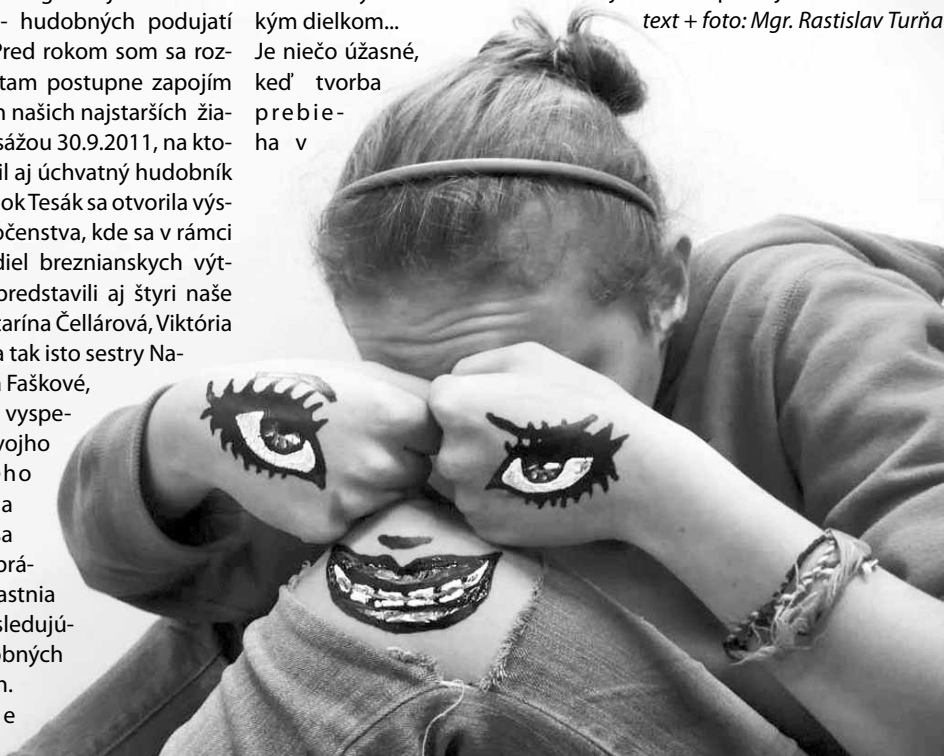 - hudobných podujatí
Pred rokom som sa roz-
tam postupne zapojím
našich najstarších žia-
sážou 30.9.2011, na kto-
il aj úchvatný hudobník
ok Tesák sa otvorila výs-
očenstva, kde sa v rámci
diel breznianskych výt-
predstavili aj štyri naše
tarína Čellárová, Viktória
a tak isto sestry Na-
Faškové,
vyspe-
vojho
ho
a
sa
prá-
astnia
sledujú-
obných
n.
e
kým dielkom...
Je niečo úžasné,
keď tvorba
prebie-
ha v
text + foto: Mgr. Rastislav Turňa